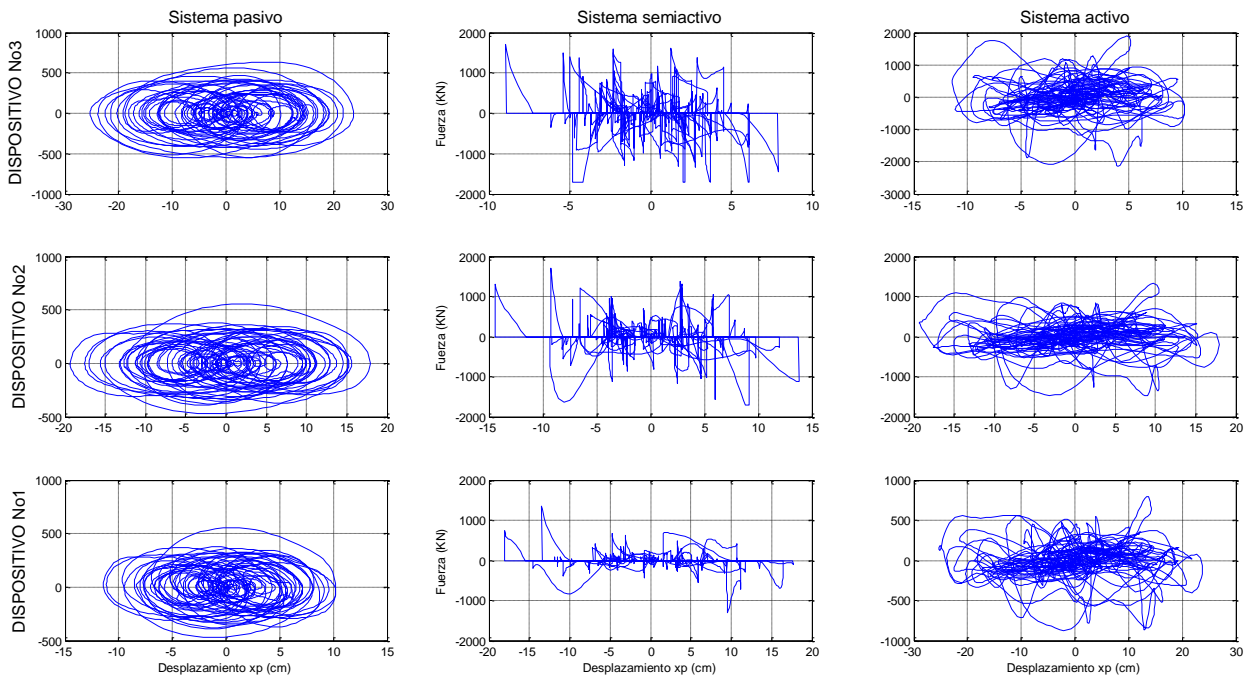 Sistema pasivo
Sistema semiactivo
Sistema activo
DISPOSITIVO No3
1000
500
0
-500
-1000
-30 -20 -10 0 10 20 30
Fuerza (KN)
2000
1000
0
-1000
-2000
-10 -5 0 5 10
2000
1000
0
-1000
-2000
-3000
-15 -10 -5 0 5 10 15
DISPOSITIVO No2
1000
500
0
-500
-20 -15 -10 -5 0 5 10 15 20
Fuerza (KN)
2000
1000
0
-1000
-2000
-15 -10 -5 0 5 10 15
2000
1000
0
-1000
-2000
-20 -15 -10 -5 0 5 10 15 20
DISPOSITIVO No1
1000
500
0
-500
-15 -10 -5 0 5 10 15
Desplazamiento xp (cm)
Fuerza (KN)
2000
1000
0
-1000
-2000
-20 -15 -10 -5 0 5 10 15 20
Desplazamiento xp (cm)
1000
500
0
-500
-1000
-30 -20 -10 0 10 20 30
Desplazamiento xp (cm)